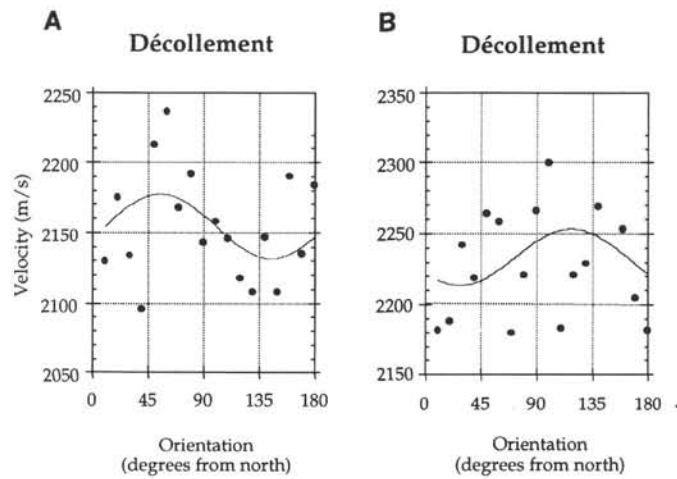 A
B
Décollement
Décollement
Velocity (m/s)
2250
2200
2150
2100
2050
0 45 90 135 180
Orientation
(degrees from north)
2350
2300
2250
2200
2150
0 45 90 135 180
Orientation
(degrees from north)